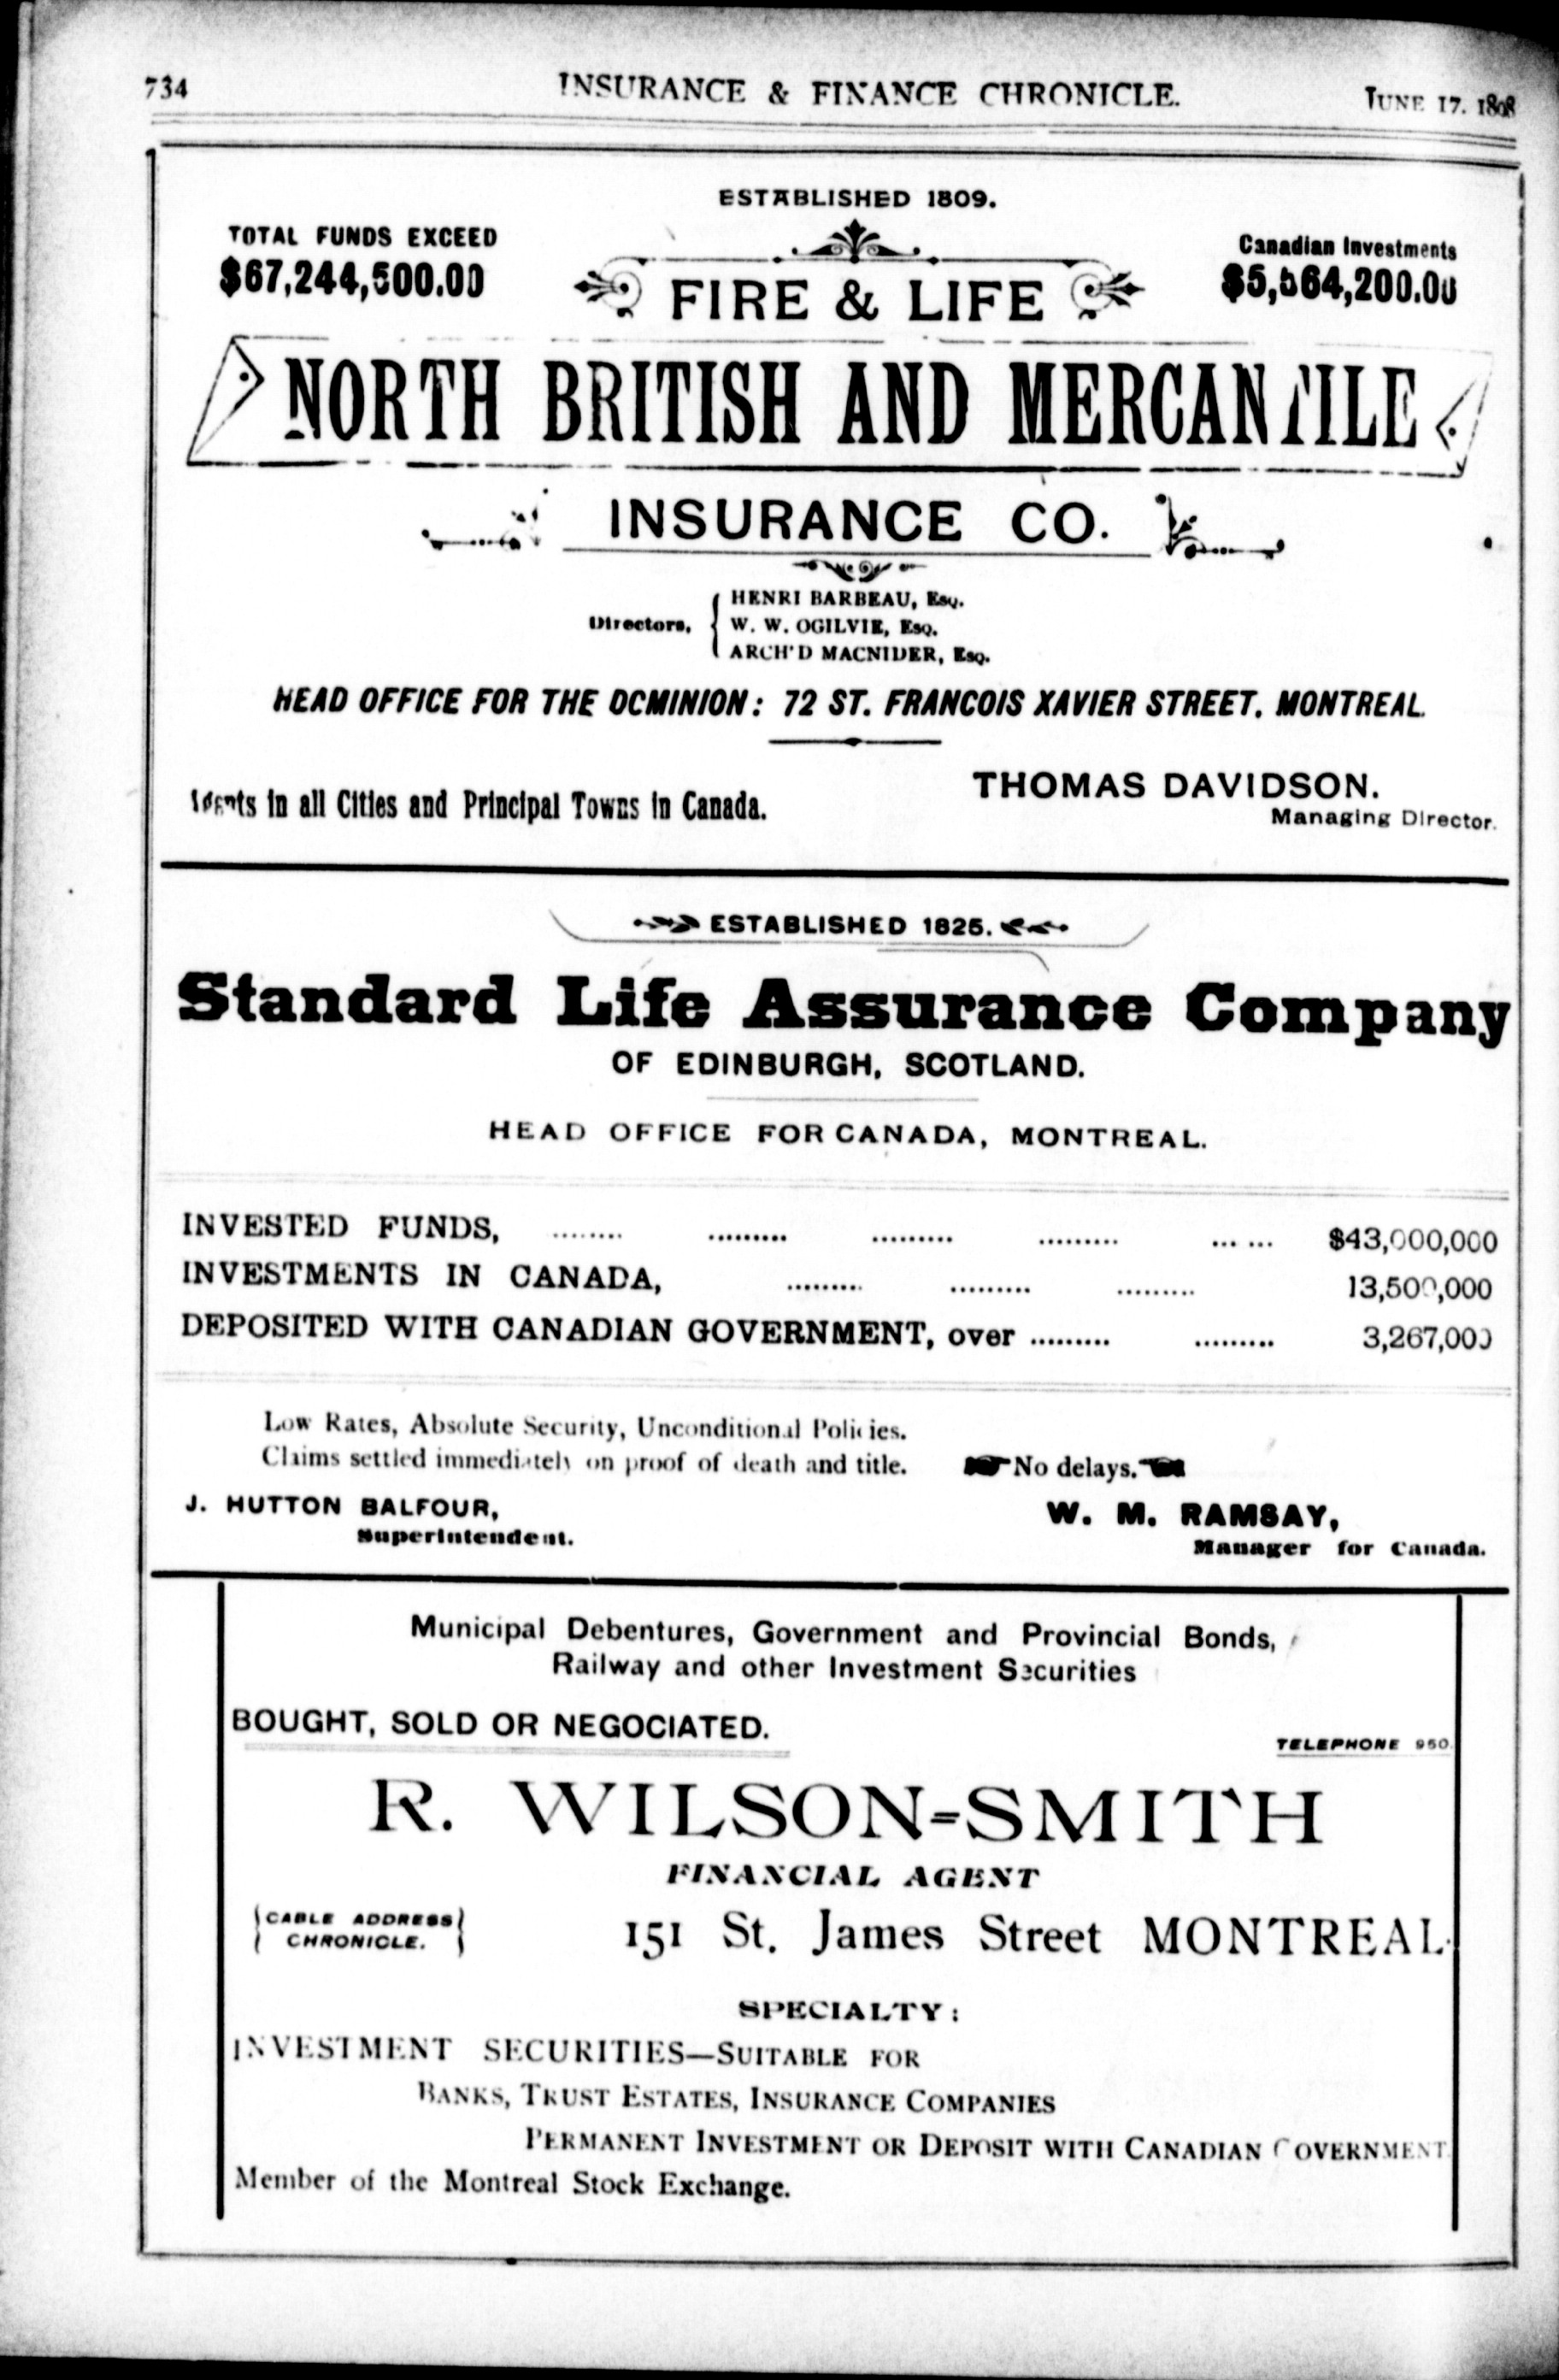 734 INSURANCE & FINANCE CHRONICLE. JUNE 17. 1898
ESTABLISHED 1809.
TOTAL FUNDS EXCEED
$67,244,500.00
Canadian Investments
$5,564,200.00
FIRE & LIFE
NORTH BRITISH AND MERCANTILE
INSURANCE CO.
Directors,
HENRI BARBEAU, Esq.
W. W. OGILVIE, Esq.
ARCH'D MACNIDER, Esq.
HEAD OFFICE FOR THE DOMINION: 72 ST. FRANCOIS XAVIER STREET. MONTREAL.
Agents in all Cities and Principal Towns in Canada.
THOMAS DAVIDSON.
Managing Director.
ESTABLISHED 1825.
Standard Life Assurance Company
OF EDINBURGH, SCOTLAND.
HEAD OFFICE FOR CANADA, MONTREAL.
INVESTED FUNDS, ........ ......... ......... ......... ... ... $43,000,000
INVESTMENTS IN CANADA, ......... ......... ......... 13,500,000
DEPOSITED WITH CANADIAN GOVERNMENT, over ......... ......... 3,267,000
Low Rates, Absolute Security, Unconditional Policies.
Claims settled immediately on proof of death and title. No delays.
J. HUTTON BALFOUR,
Superintendent.
W. M. RAMSAY,
Manager for Canada.
Municipal Debentures, Government and Provincial Bonds,
Railway and other Investment Securities
BOUGHT, SOLD OR NEGOCIATED.
TELEPHONE 950.
R. WILSON-SMITH
FINANCIAL AGENT
CABLE ADDRESS
CHRONICLE.
151 St. James Street MONTREAL.
SPECIALTY:
INVESTMENT SECURITIES—SUITABLE FOR
BANKS, TRUST ESTATES, INSURANCE COMPANIES
PERMANENT INVESTMENT OR DEPOSIT WITH CANADIAN GOVERNMENT.
Member of the Montreal Stock Exchange.